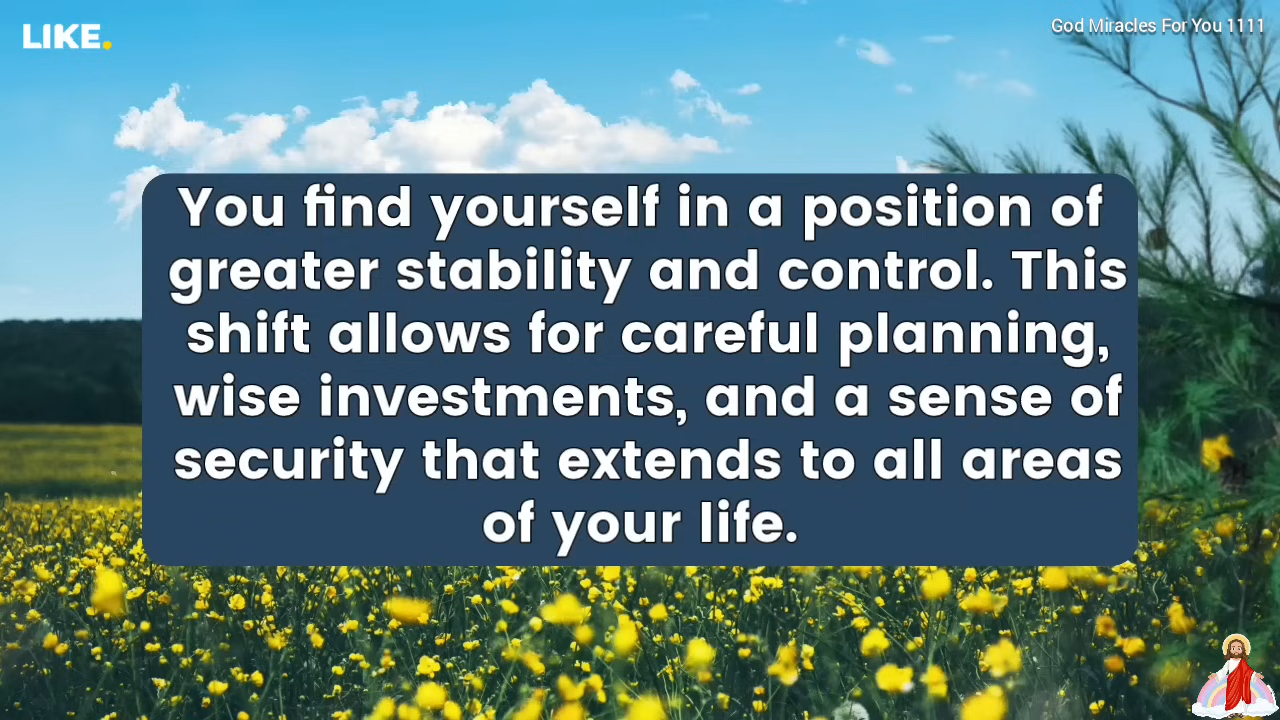 LIKE.
God Miracles For You 1111
You find yourself in a position of
greater stability and control. This
shift allows for careful planning,
wise investments, and a sense of
security that extends to all areas
of your life.